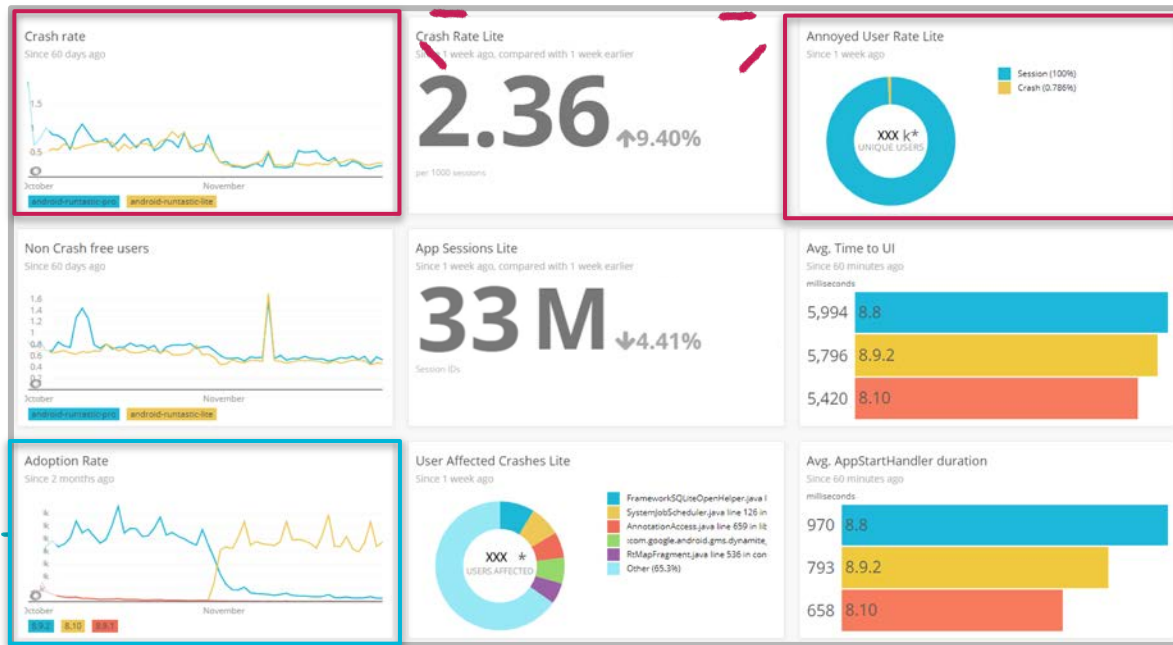 Crash rate
Since 60 days ago
1.5
1
0.5
0
October
November
android-runtastic-pro
android-runtastic-lite
Crash Rate Lite
Since 1 week ago, compared with 1 week earlier
2.36
9.40%
per 1000 sessions
Annoyed User Rate Lite
Since 1 week ago
Session (100%)
Crash (0.786%)
XXX k*
UNIQUE USERS
Non Crash free users
Since 60 days ago
1.6
1.4
1.2
1
0.8
0.6
0.4
0.2
0
October
November
android-runtastic-pro
android-runtastic-lite
App Sessions Lite
Since 1 week ago, compared with 1 week earlier
33 M
4.41%
Session IDs
Avg. Time to UI
Since 60 minutes ago
milliseconds
5,994 8.8
5,796 8.9.2
5,420 8.10
Adoption Rate
Since 2 months ago
k
k
k
k
k
k
0
October
November
8.9.2
8.10
8.9.1
User Affected Crashes Lite
Since 1 week ago
FrameworkSQLiteOpenHelper.java l
SystemJobScheduler.java line 126 in
AnnotationAccess.java line 659 in lit
:com.google.android.gms.dynamite_
RtMapFragment.java line 536 in con
Other (65.3%)
XXX *
USERS AFFECTED
Avg. AppStartHandler duration
Since 60 minutes ago
milliseconds
970 8.8
793 8.9.2
658 8.10